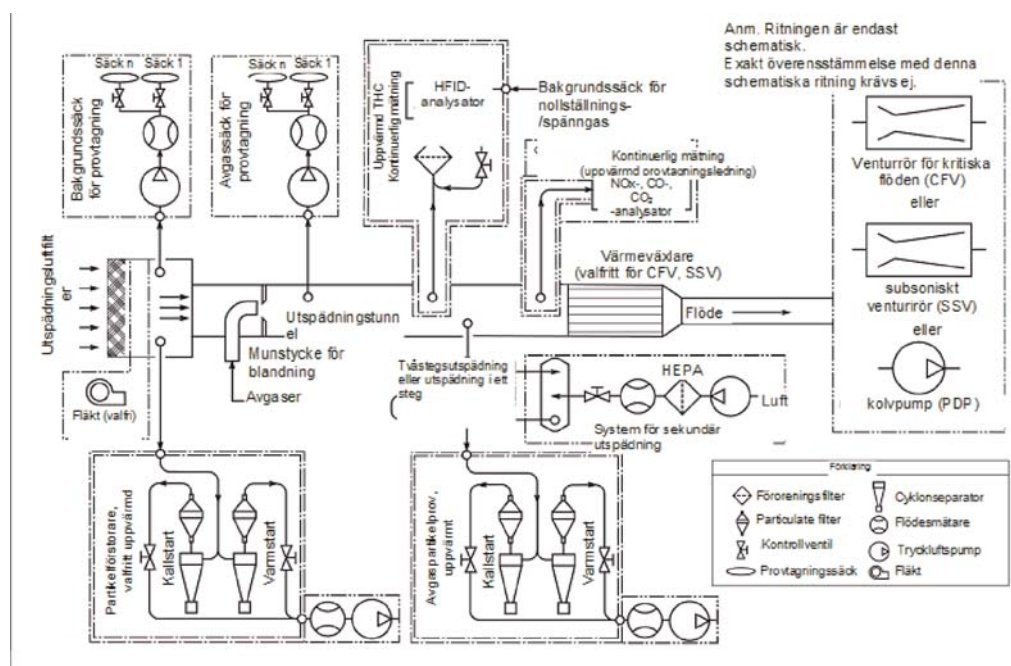 Anm. Ritningen är endast
schematisk.
Exakt överensstämmelse med denna
schematiska ritning krävs ej.
Säck n
Säck 1
Bakgrundssäck
för provtagning
Säck n
Säck 1
Avgassäck för
provtagning
Uppvärmd THC
Kontinuerlig mätning
HFID-
analysator
Bakgrundssäck för
nollställnings-
/spänngas
Kontinuerlig mätning
(uppvärmd provtagningsledning)
NOx-, CO-,
CO₂
-analysator
Venturrör för kritiska
flöden (CFV)
eller
subsoniskt
venturirör (SSV)
eller
kolvpump (PDP)
Utspädningsluftfilt
er
Utspädningstunn
el
Munstycke för
blandning
Avgaser
Fläkt (valfri)
Värmeväxlare
(valfritt för CFV, SSV)
Flöde
Tvåstegsutspädning
eller utspädning i ett
steg
HEPA
Luft
System för sekundär
utspädning
Partikelförstorare,
valfritt uppvärmd
Kallstart
Varmstart
Avgaspartikelprov,
uppvärmt
Kallstart
Varmstart
Förklaring
Föroreningsfilter
Cyklonseparator
Particulate filter
Flödesmätare
Kontrollventil
Tryckluftspump
Provtagningssäck
Fläkt